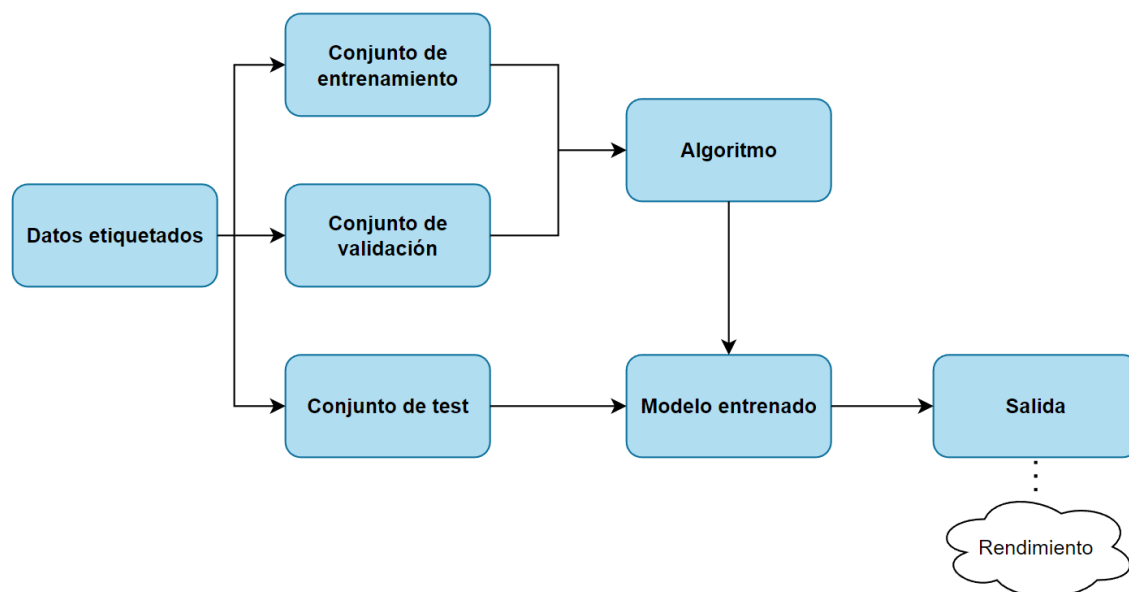 Conjunto de
entrenamiento
Algoritmo
Datos etiquetados
Conjunto de
validación
Conjunto de test
Modelo entrenado
Salida
Rendimiento